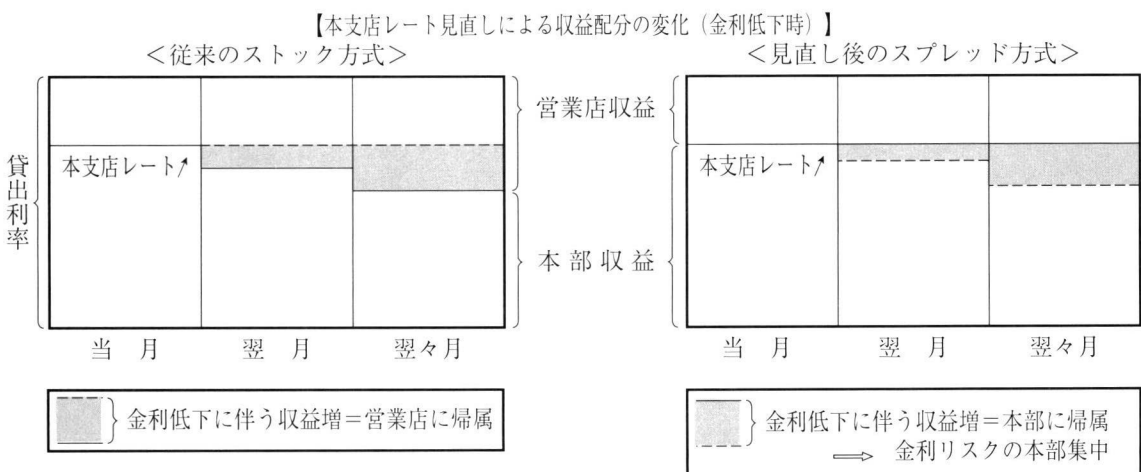 【本支店レート見直しによる収益配分の変化（金利低下時）】
＜従来のストック方式＞
＜見直し後のスプレッド方式＞
貸出利率
本支店レート
営業店収益
本部収益
本支店レート
当月
翌月
翌々月
当月
翌月
翌々月
金利低下に伴う収益増＝営業店に帰属
金利低下に伴う収益増＝本部に帰属
⇒ 金利リスクの本部集中